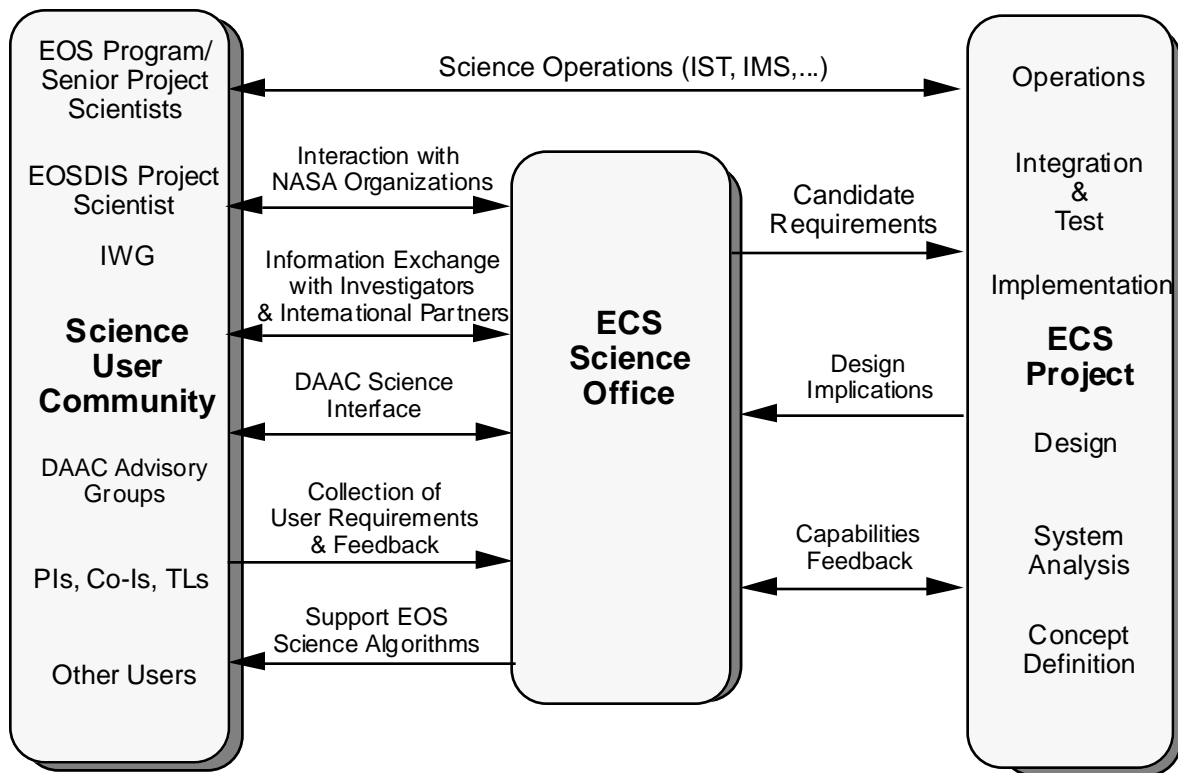 EOS Program/
Senior Project
Scientists
EOSDIS Project
Scientist
IWG
Science
User
Community
DAAC Advisory
Groups
PIs, Co-Is, TLs
Other Users
Science Operations (IST, IMS,...)
Interaction with
NASA Organizations
Information Exchange
with Investigators
& International Partners
DAAC Science
Interface
Collection of
User Requirements
& Feedback
Support EOS
Science Algorithms
ECS
Science
Office
Candidate
Requirements
Design
Implications
Capabilities
Feedback
Operations
Integration
&
Test
Implementation
ECS
Project
Design
System
Analysis
Concept
Definition